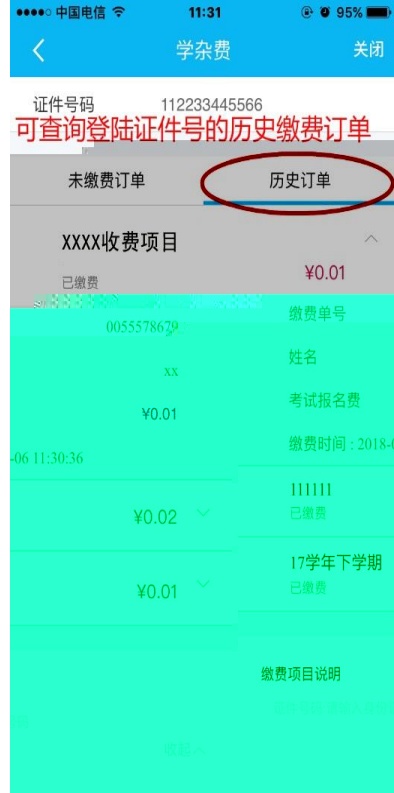 中国电信 11:31 95%
学杂费 关闭
证件号码 112233445566
可查询登陆证件号的历史缴费订单
未缴费订单 历史订单
XXXX收费项目
¥0.01
已缴费
缴费单号
0055578679
姓名
xx
考试报名费
¥0.01
缴费时间 : 2018-0
-06 11:30:36
111111
¥0.02
已缴费
17学年下学期
¥0.01
已缴费
缴费项目说明
收起